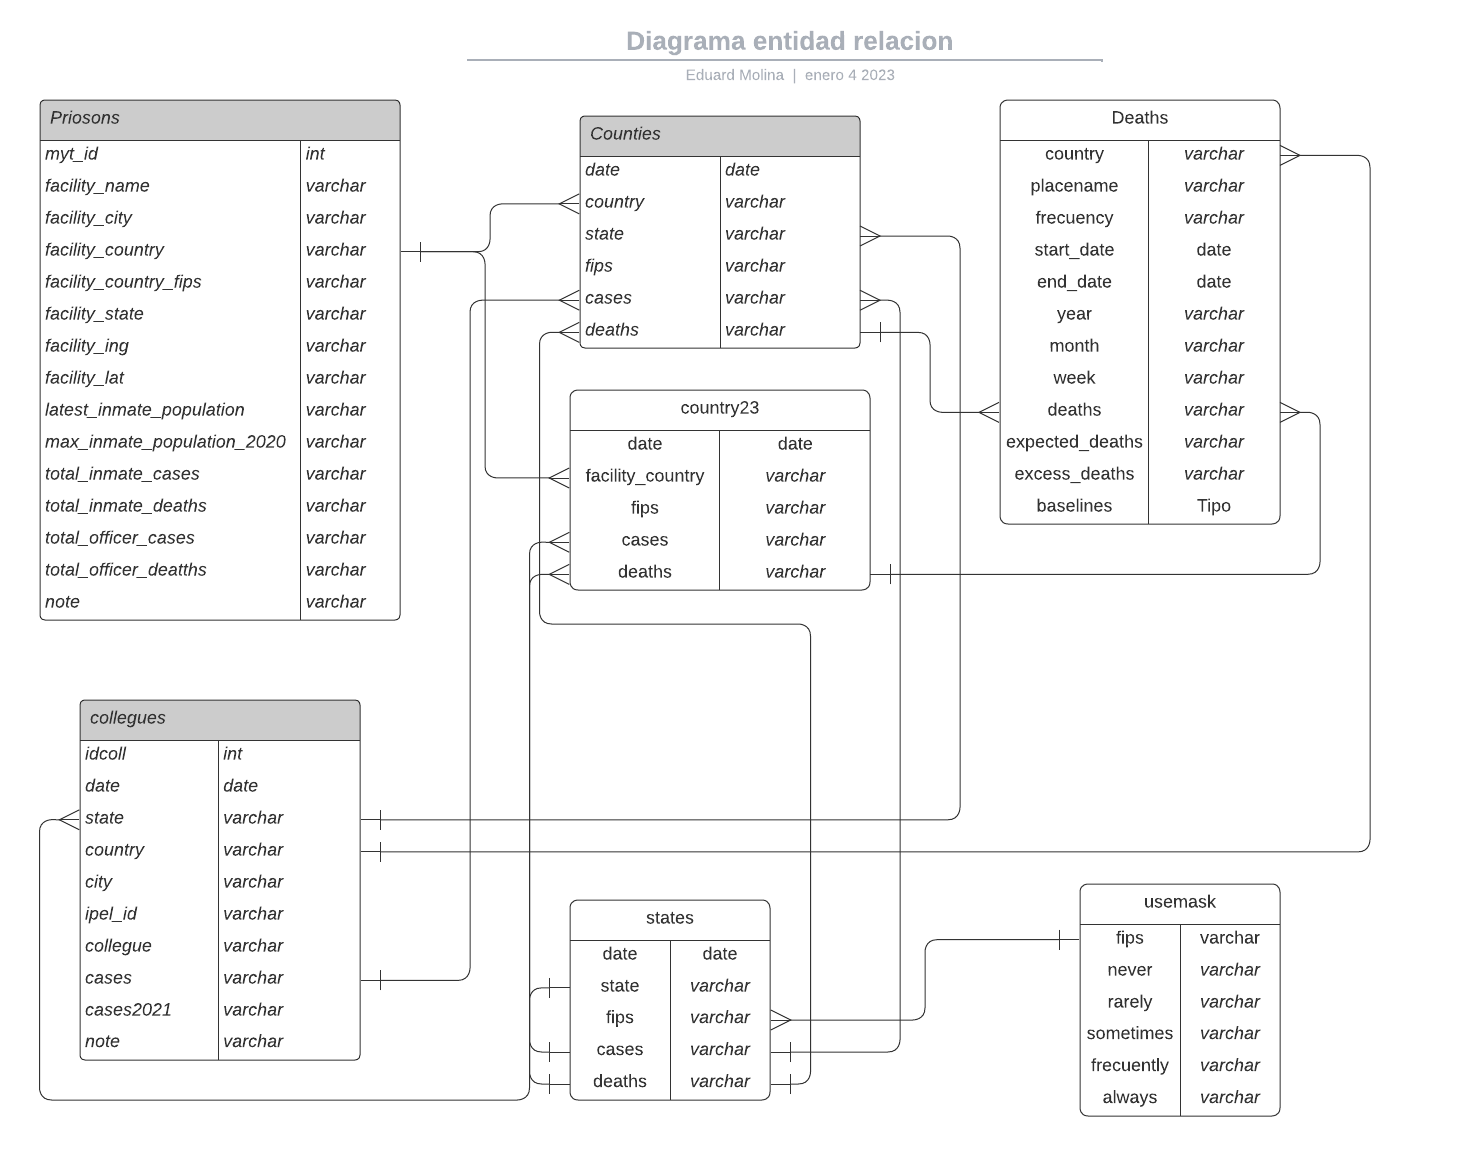 Diagrama entidad relacion
Eduard Molina | enero 4 2023
Priosons
myt_id int
facility_name varchar
facility_city varchar
facility_country varchar
facility_country_fips varchar
facility_state varchar
facility_ing varchar
facility_lat varchar
latest_inmate_population varchar
max_inmate_population_2020 varchar
total_inmate_cases varchar
total_inmate_deaths varchar
total_officer_cases varchar
total_officer_deatths varchar
note varchar
Counties
date date
country varchar
state varchar
fips varchar
cases varchar
deaths varchar
country23
date date
facility_country varchar
fips varchar
cases varchar
deaths varchar
Deaths
country varchar
placename varchar
frecuency varchar
start_date date
end_date date
year varchar
month varchar
week varchar
deaths varchar
expected_deaths varchar
excess_deaths varchar
baselines Tipo
collegues
idcoll int
date date
state varchar
country varchar
city varchar
ipel_id varchar
collegue varchar
cases varchar
cases2021 varchar
note varchar
states
date date
state varchar
fips varchar
cases varchar
deaths varchar
usemask
fips varchar
never varchar
rarely varchar
sometimes varchar
frecuently varchar
always varchar